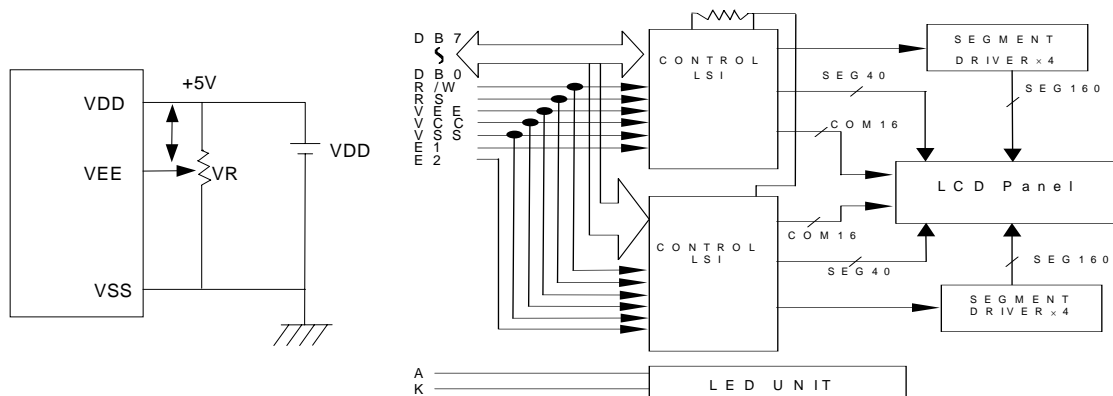 VDD
+5V
VEE
VR
VDD
VSS
DB7
DB0
R/W
RS
VEE
VCC
VSS
E1
E2
CONTROL
LSI
SEGMENT
DRIVER×4
SEG40
SEG160
COM16
LCD Panel
CONTROL
LSI
COM16
SEG40
SEG160
SEGMENT
DRIVER×4
A
K
LED UNIT